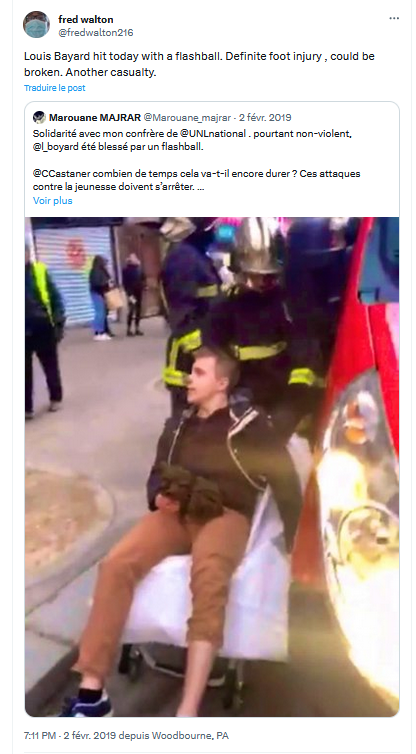 fred walton
@fredwalton216
Louis Bayard hit today with a flashball. Definite foot injury , could be
broken. Another casualty.
Traduire le post
Marouane MAJRAR @Marouane_majrar · 2 févr. 2019
Solidarité avec mon confrère de @UNLnational . pourtant non-violent,
@l_boyard été blessé par un flashball.
@CCastaner combien de temps cela va-t-il encore durer ? Ces attaques
contre la jeunesse doivent s'arrêter. ...
Voir plus
7:11 PM · 2 févr. 2019 depuis Woodbourne, PA